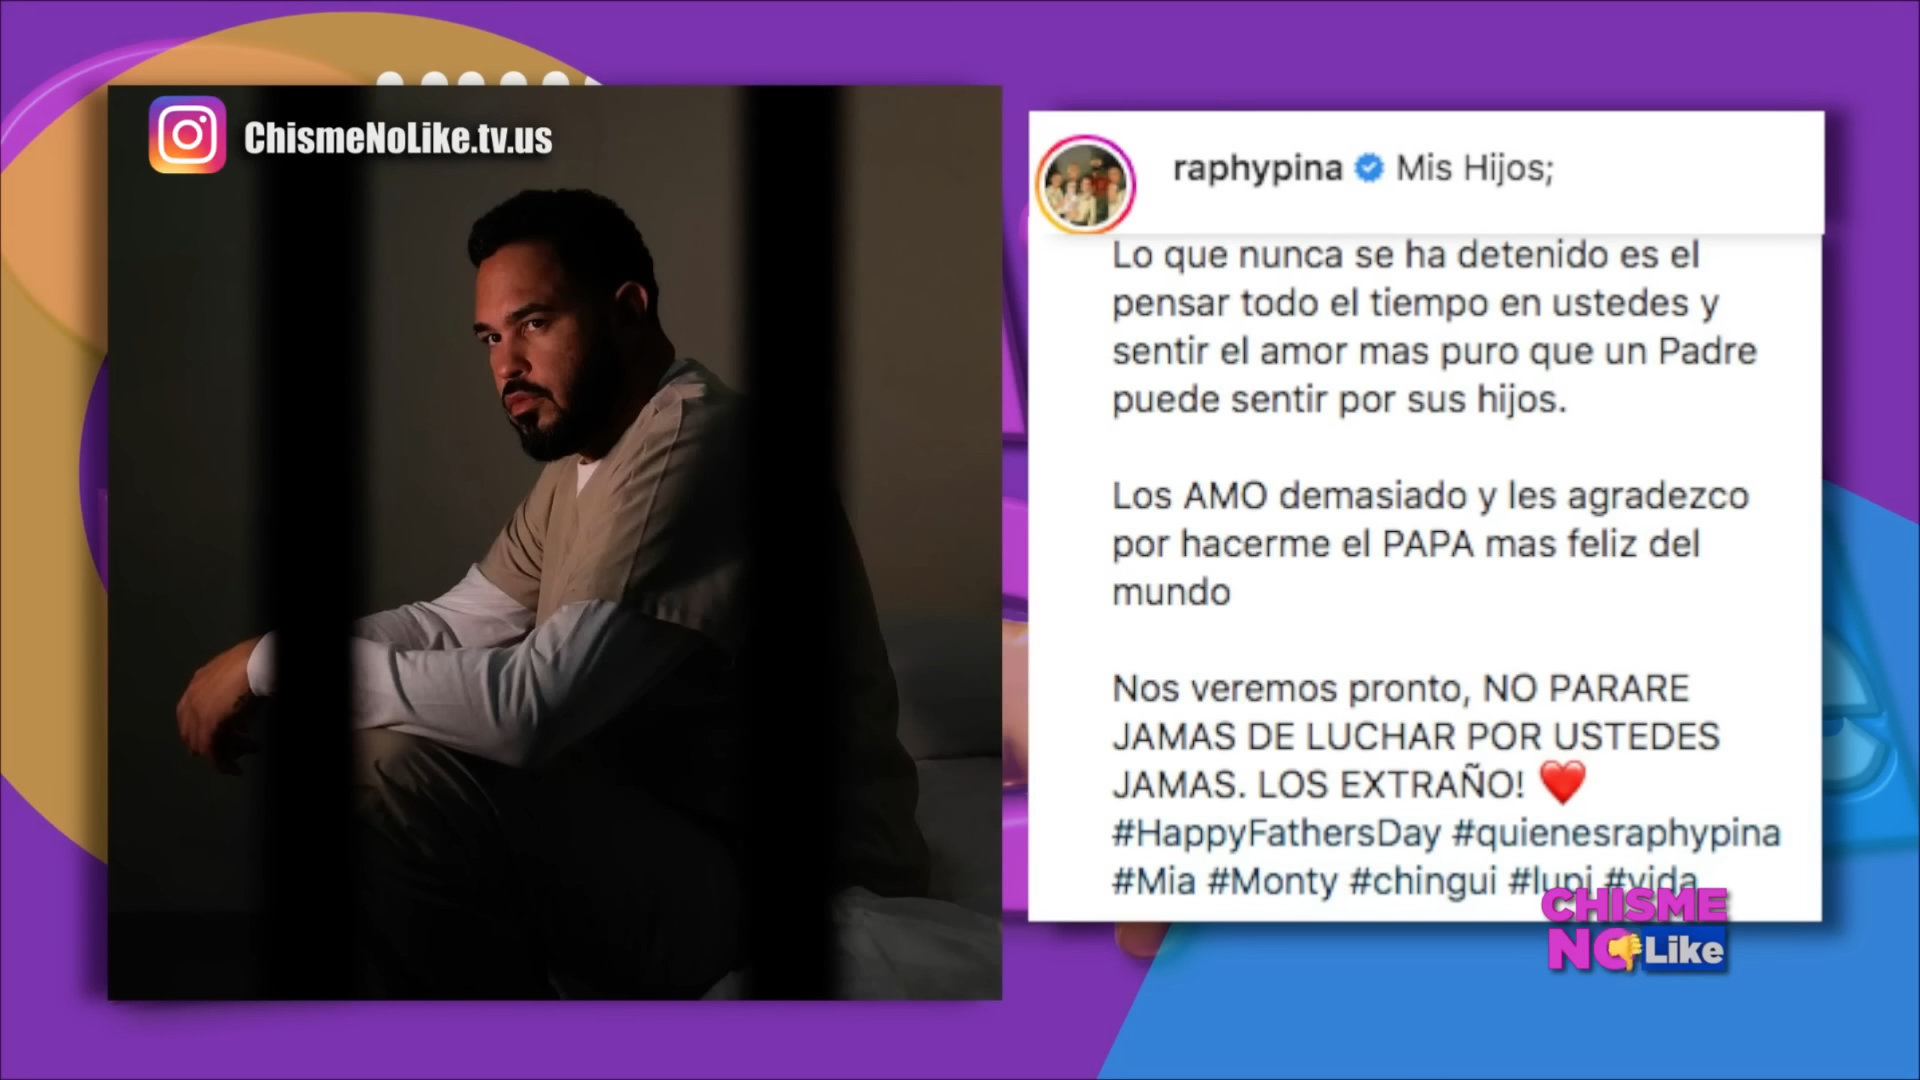 ChismeNoLike.tv.us
raphypina Mis Hijos;
Lo que nunca se ha detenido es el
pensar todo el tiempo en ustedes y
sentir el amor mas puro que un Padre
puede sentir por sus hijos.
Los AMO demasiado y les agradezco
por hacerme el PAPA mas feliz del
mundo
Nos veremos pronto, NO PARARE
JAMAS DE LUCHAR POR USTEDES
JAMAS. LOS EXTRAÑO! ❤️
#HappyFathersDay #quienesraphypina
#Mia #Monty #chingui #lupi #vida
CHISME
NO Like